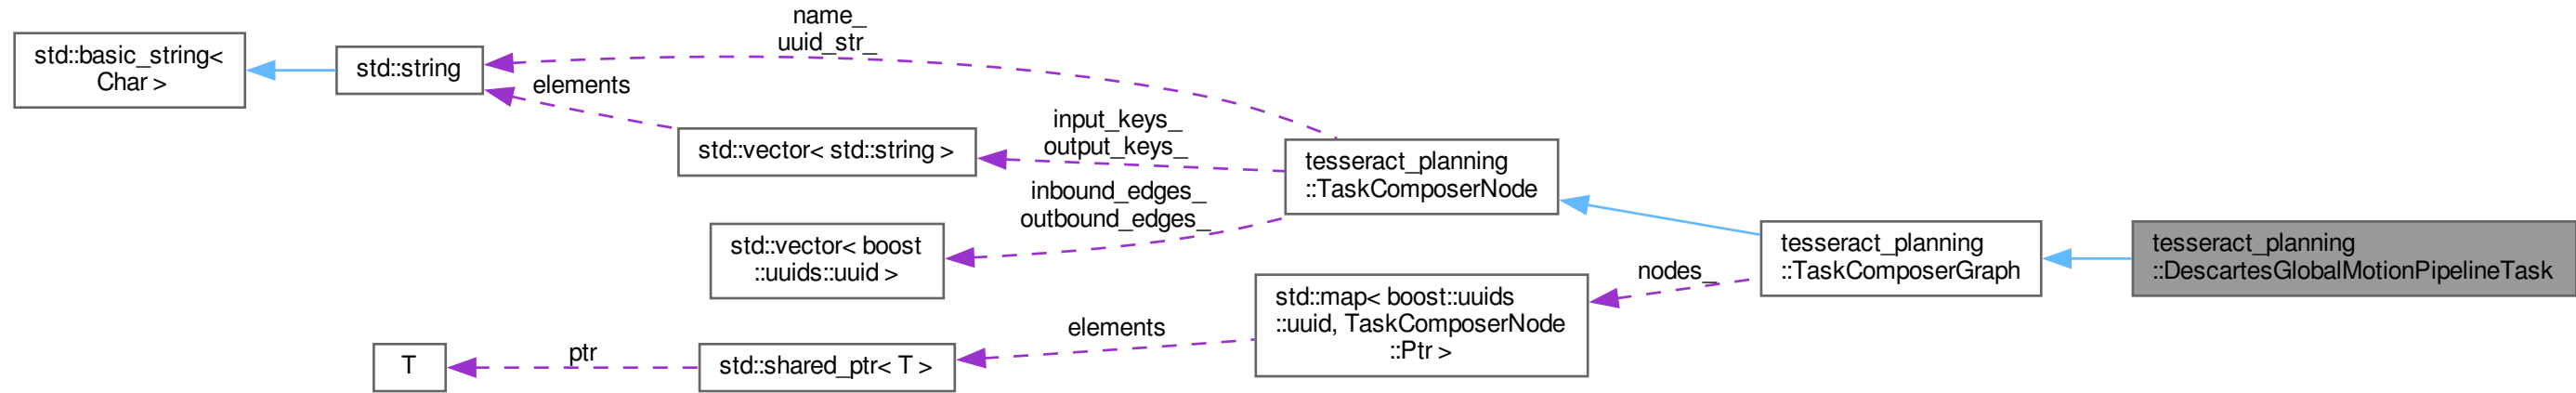 name_
uuid_str_
std::basic_string<
Char >
std::string
elements
input_keys_
output_keys_
std::vector< std::string >
tesseract_planning
::TaskComposerNode
inbound_edges_
outbound_edges_
std::vector< boost
::uuids::uuid >
tesseract_planning
::TaskComposerGraph
tesseract_planning
::DescartesGlobalMotionPipelineTask
nodes_
std::map< boost::uuids
::uuid, TaskComposerNode
::Ptr >
elements
ptr
T
std::shared_ptr< T >